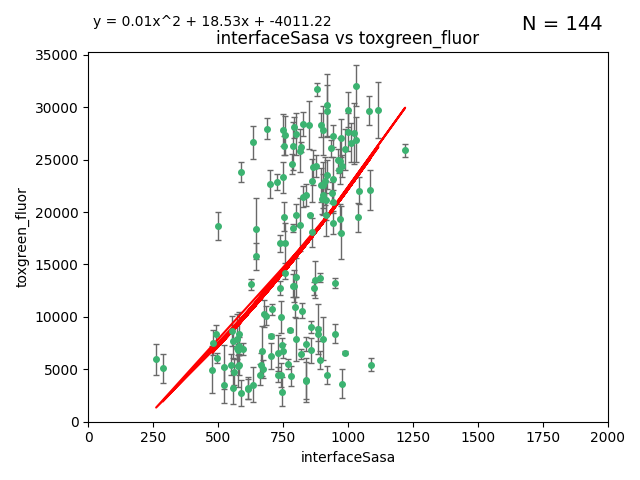 y = 0.01x^2 + 18.53x + -4011.22
N = 144
interfaceSasa vs toxgreen_fluor
35000
30000
25000
20000
15000
10000
5000
0
toxgreen_fluor
0 250 500 750 1000 1250 1500 1750 2000
interfaceSasa